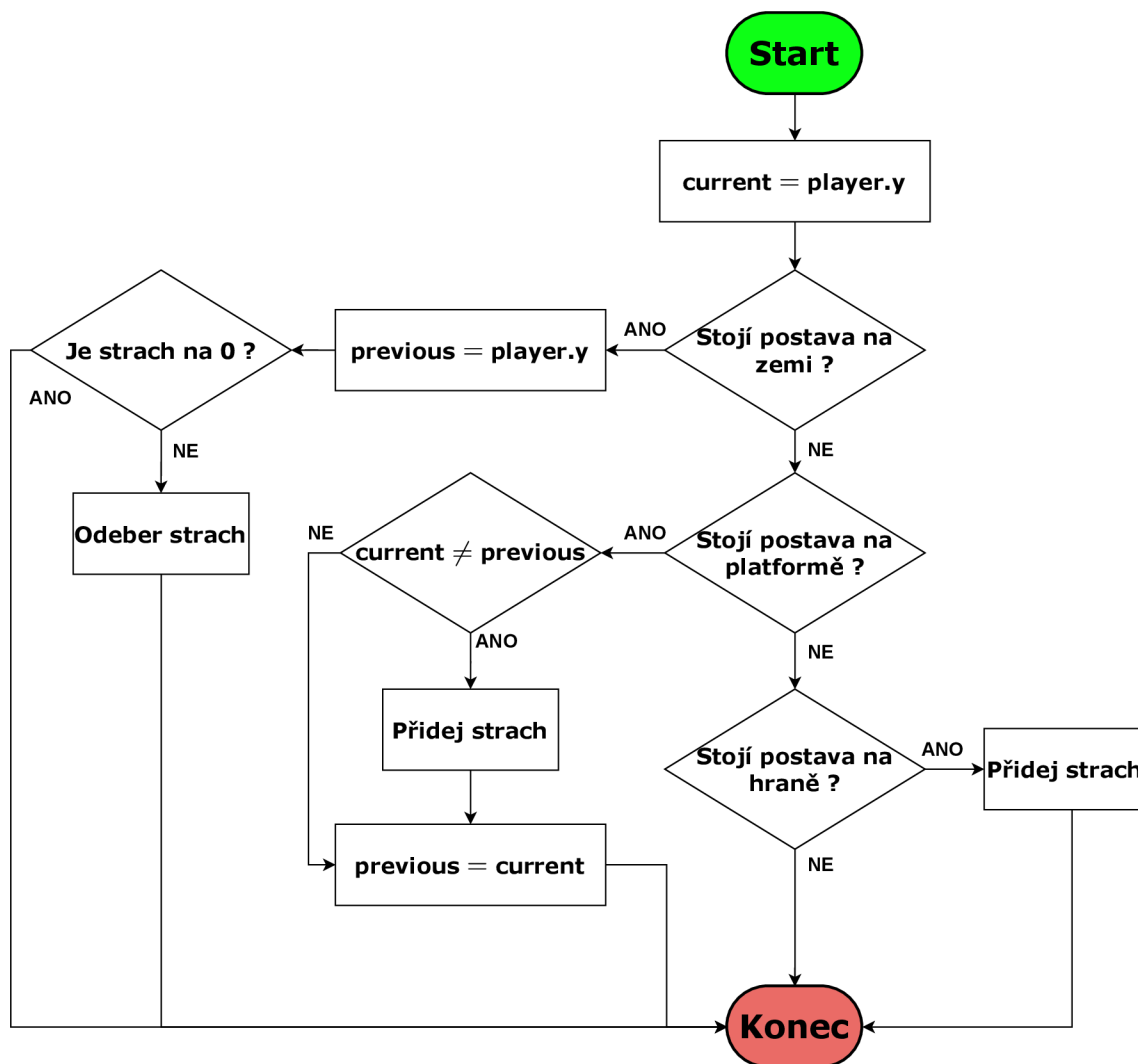 Start
current = player.y
Stojí postava na
zemi ?
ANO
previous = player.y
Je strach na 0 ?
ANO
NE
Odeber strach
NE
Stojí postava na
platformě ?
ANO
current ≠ previous
NE
ANO
Přidej strach
previous = current
NE
Stojí postava na
hraně ?
ANO
Přidej strach
NE
Konec